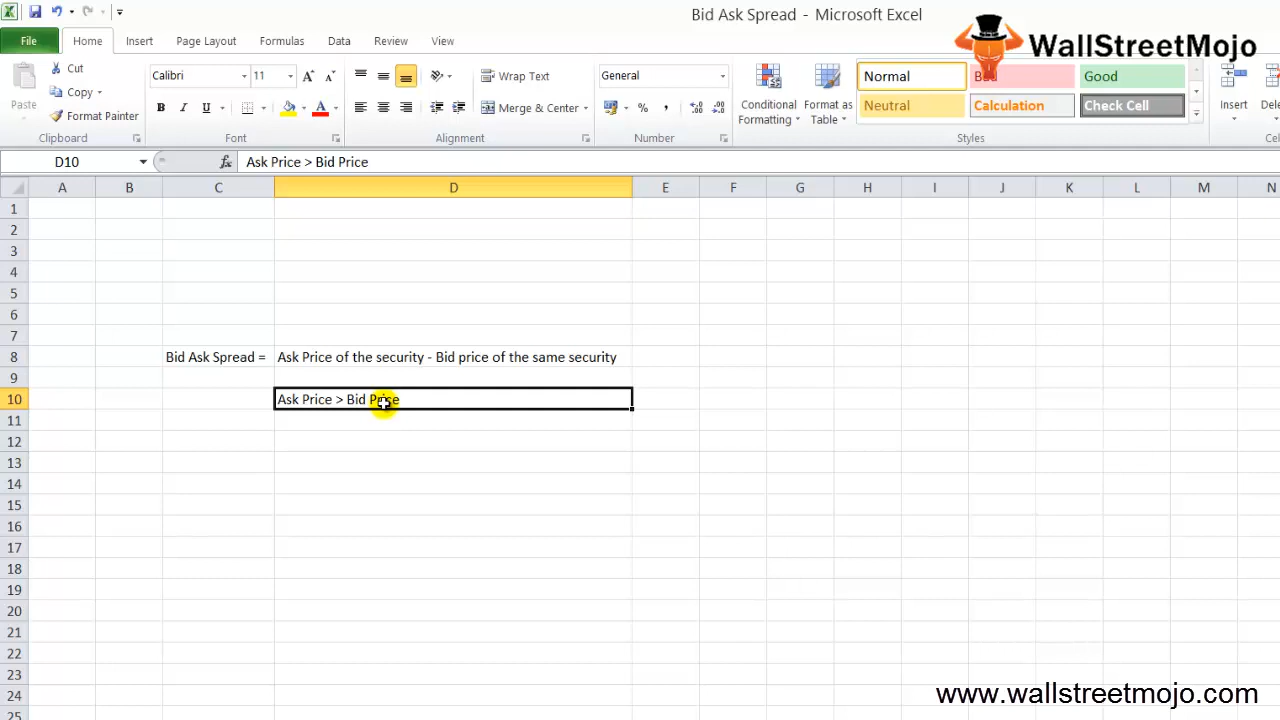 Bid Ask Spread - Microsoft Excel
WallStreetMojo
File Home Insert Page Layout Formulas Data Review View
Paste
Cut
Copy
Format Painter
Clipboard
Calibri 11
B I U
Font
Wrap Text
Merge & Center
Alignment
General
%
Number
Conditional Formatting
Format as Table
Normal Bad Good
Neutral Calculation Check Cell
Styles
Insert
D10 fx Ask Price > Bid Price
A B C D E F G H I J K L M N
1
2
3
4
5
6
7
8 Bid Ask Spread = Ask Price of the security - Bid price of the same security
9
10 Ask Price > Bid Price
11
12
13
14
15
16
17
18
19
20
21
22
23
24
25
www.wallstreetmojo.com